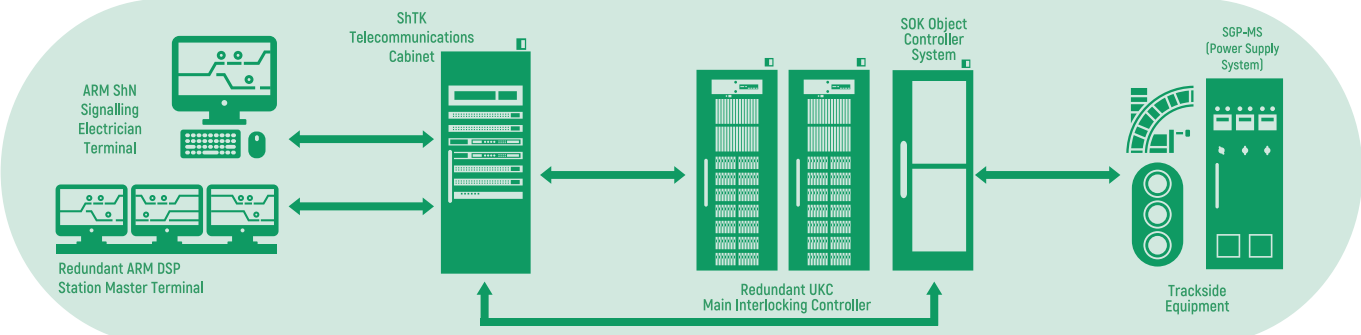 ARM ShN
Signalling
Electrician
Terminal
Redundant ARM DSP
Station Master Terminal
ShTK
Telecommunications
Cabinet
Redundant UKC
Main Interlocking Controller
SOK Object
Controller
System
SGP-MS
(Power Supply
System)
Trackside
Equipment